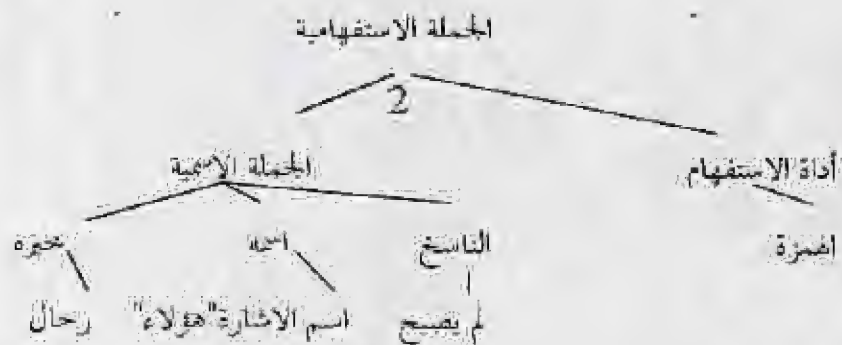 الجملة الاستفهامية
2
أداة الاستفهام الجملة الاسمية
الهمزة الناسخ اسمه خبره
لم يصبح اسم الاشارة "هؤلاء" رجال